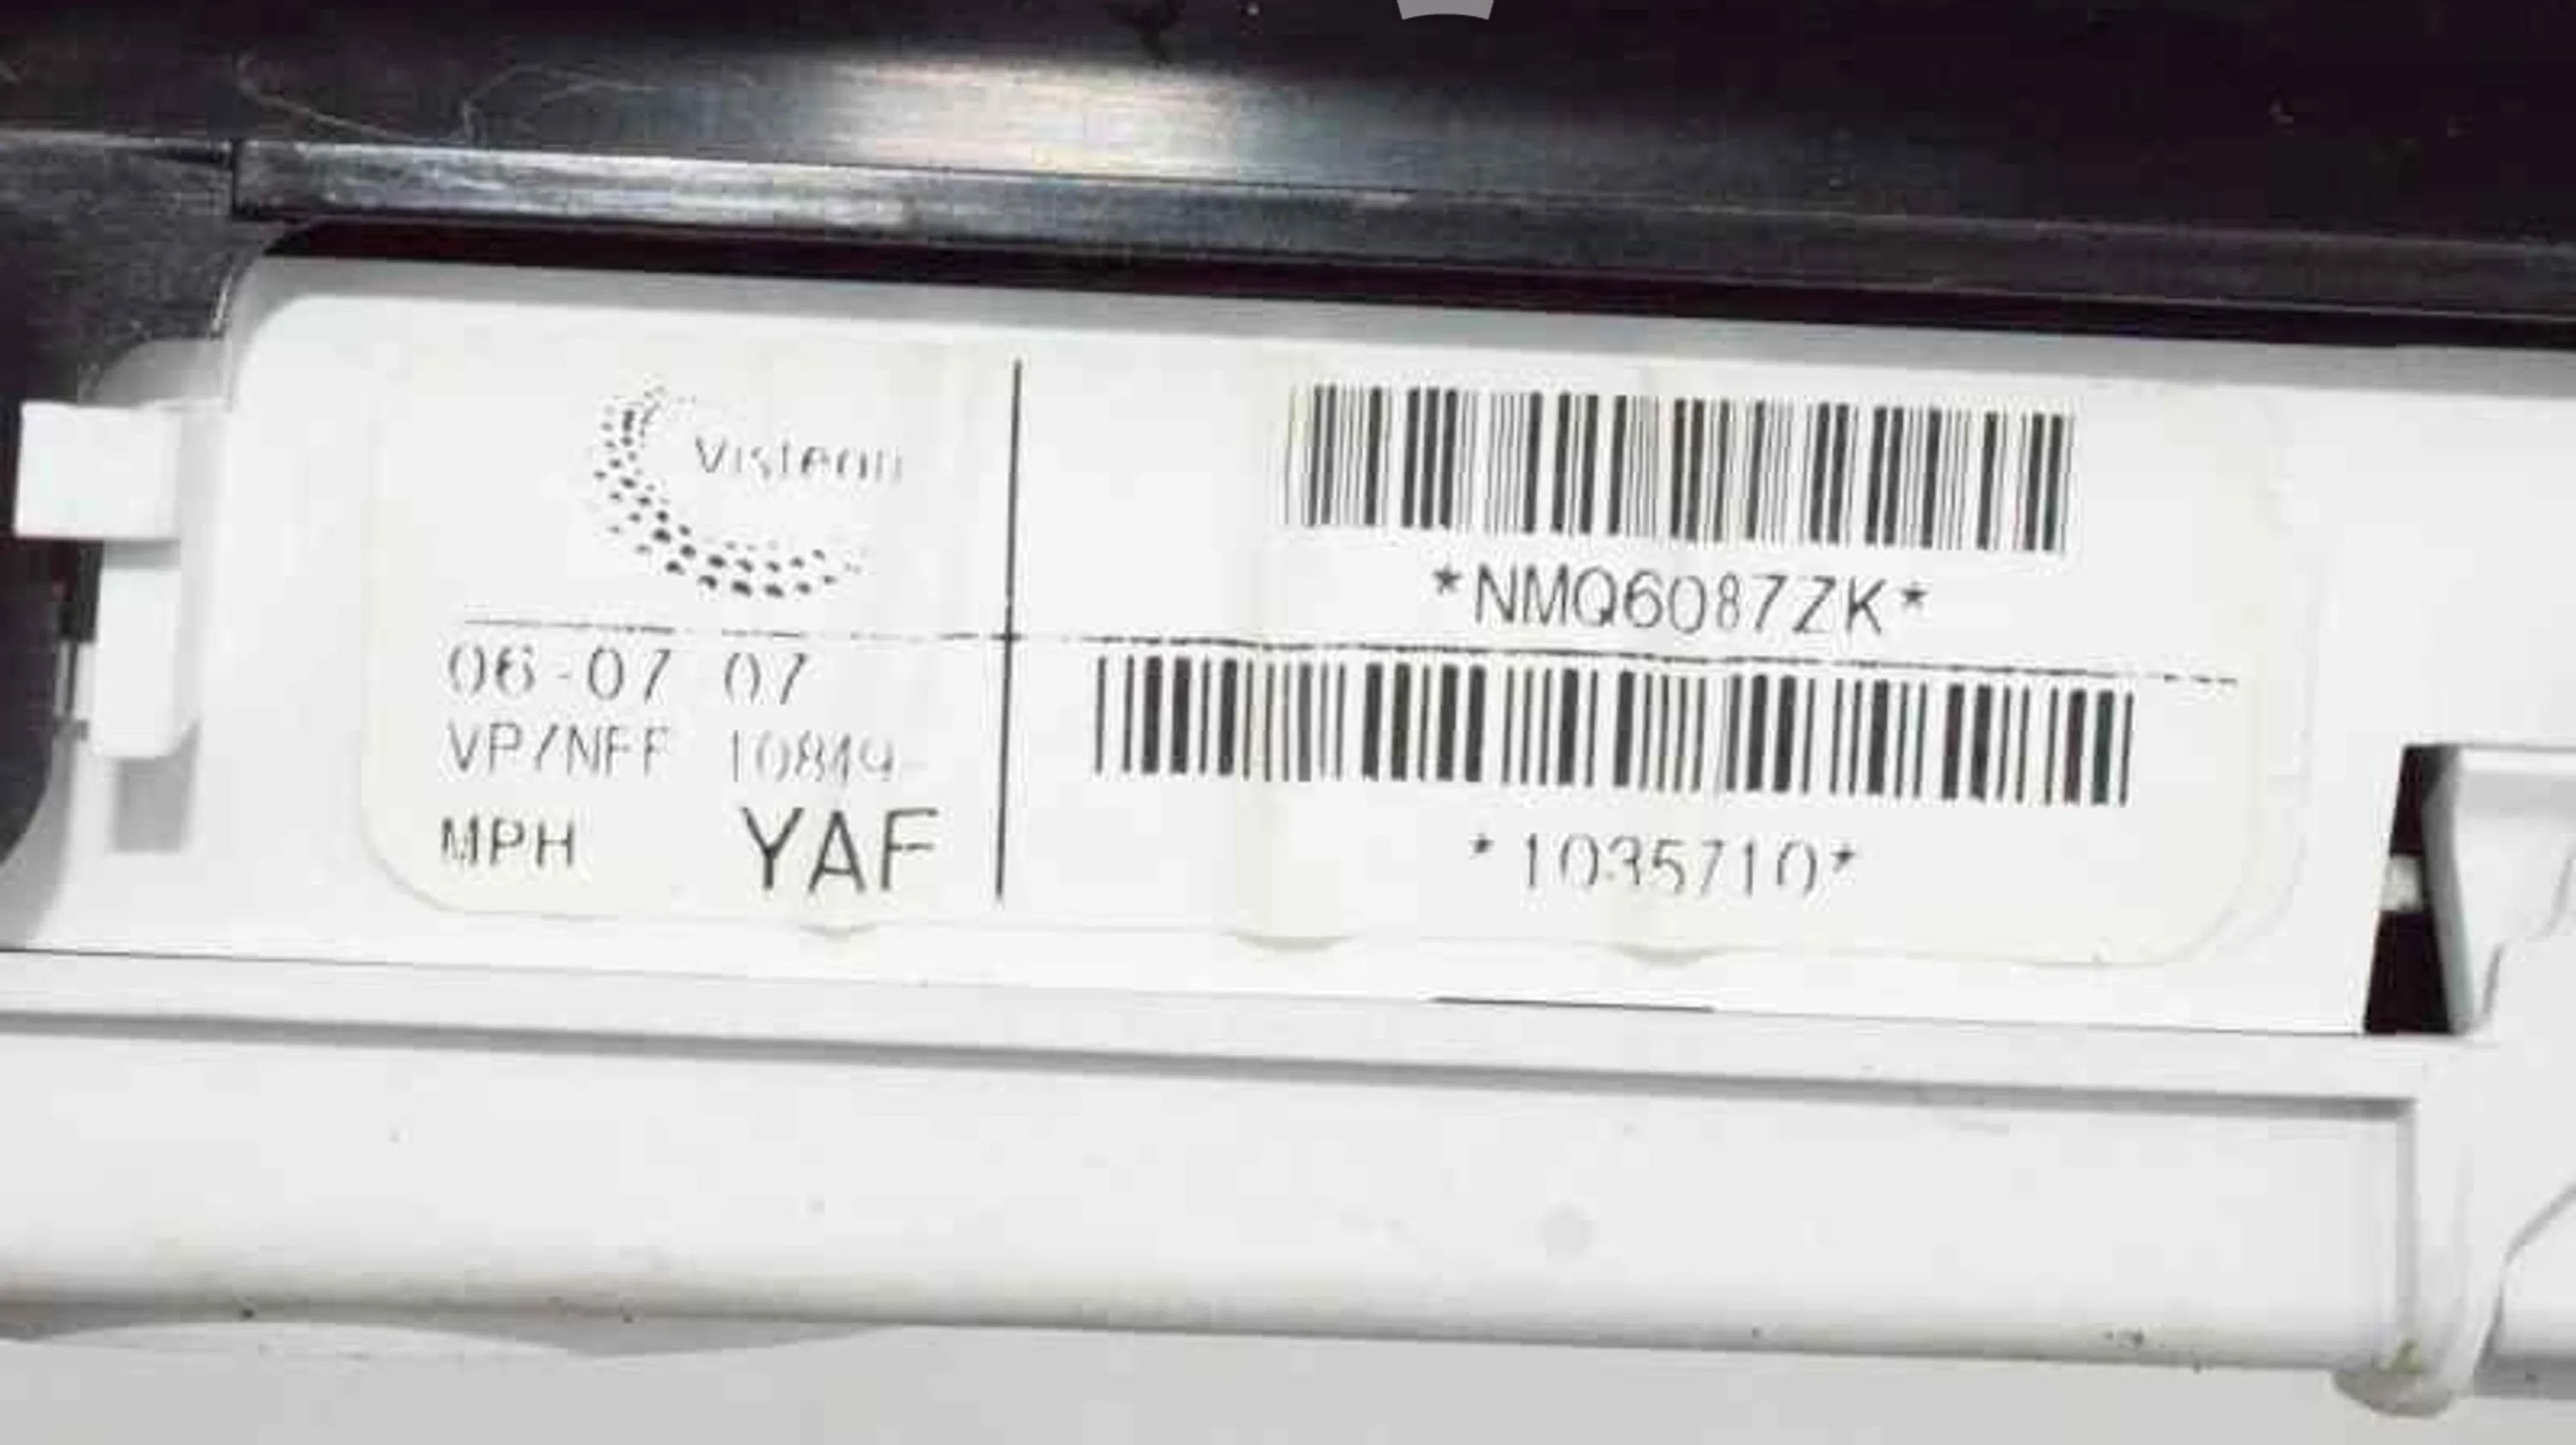 Visteon
*NMQ6087ZK*
06-07 07
VP/NFF 10849
MPH YAF
*1035710*